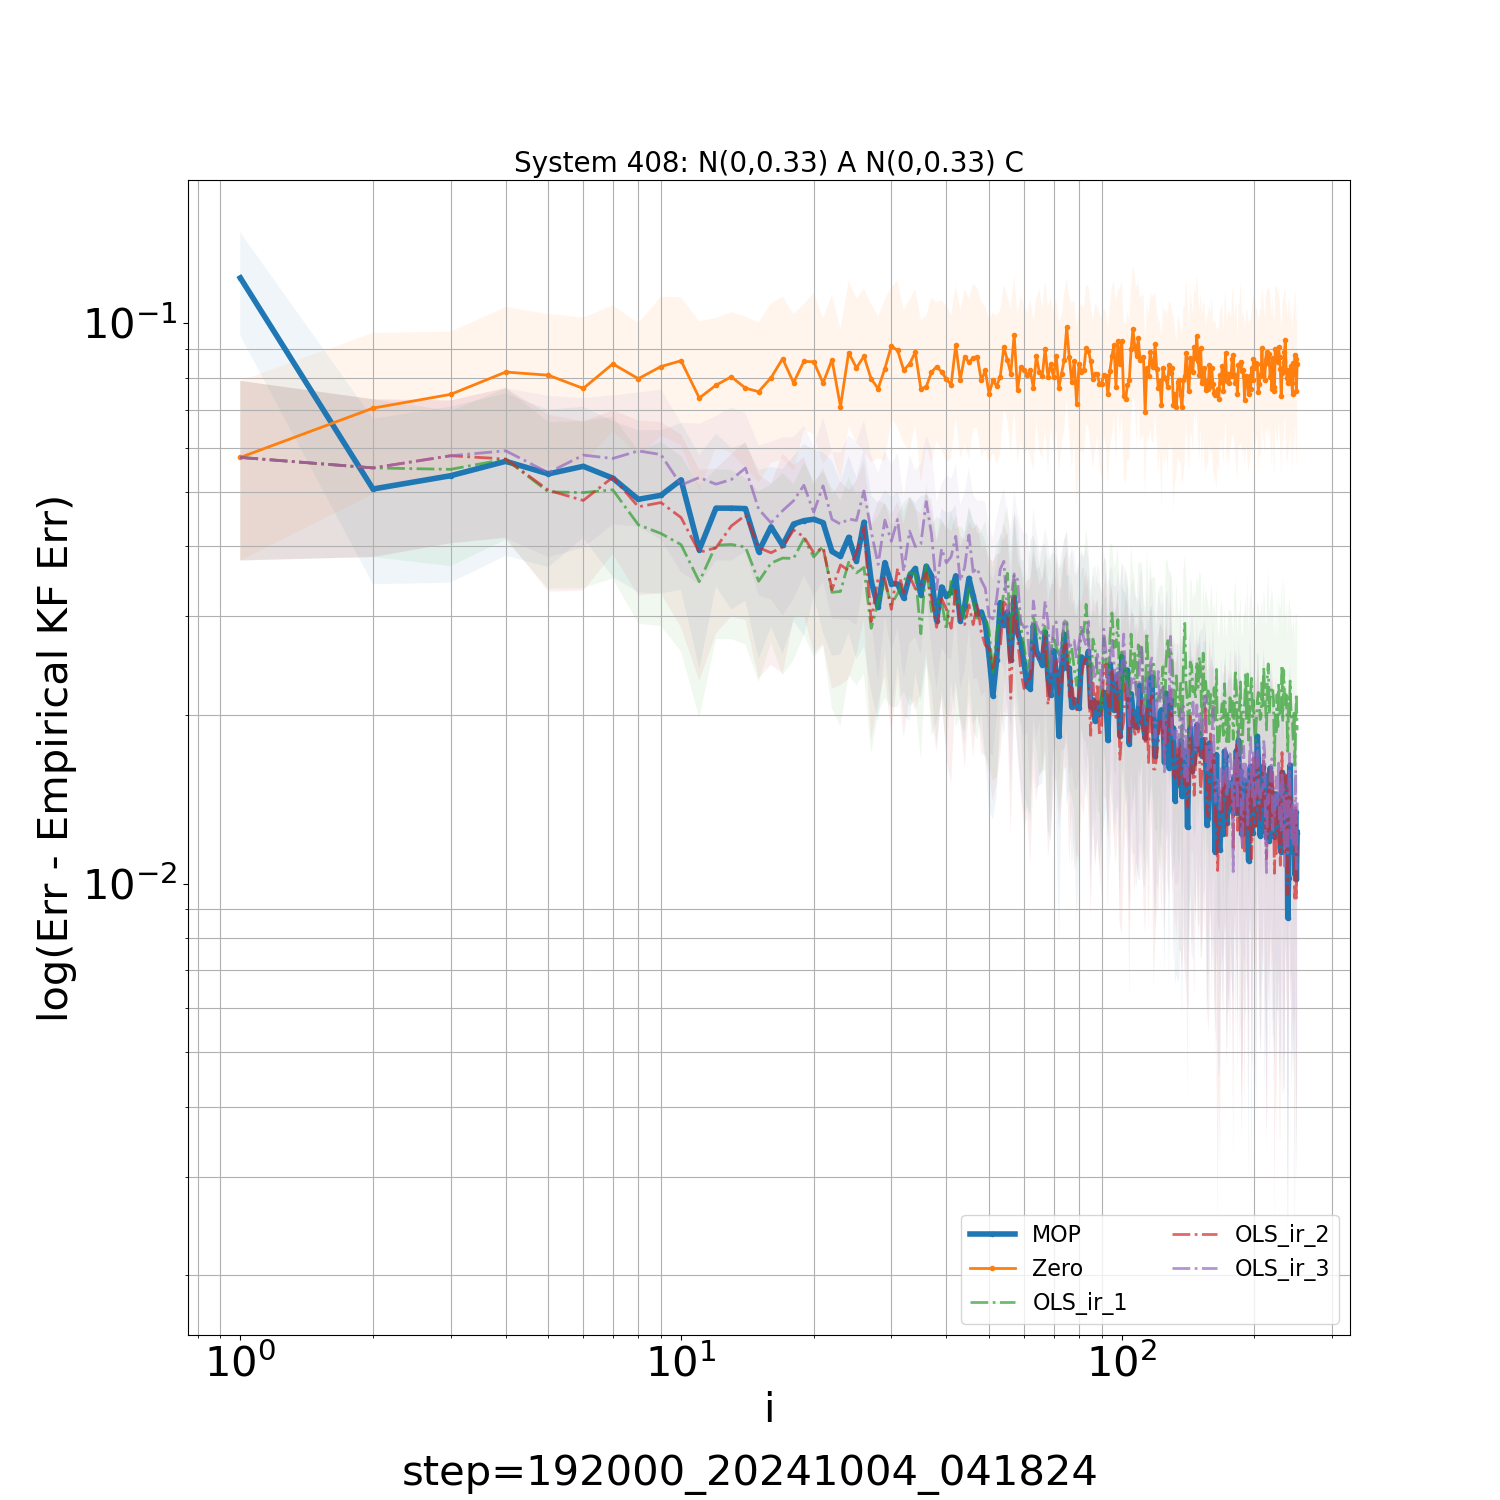 System 408: N(0,0.33) A N(0,0.33) C
log(Err - Empirical KF Err)
10⁻¹
10⁻²
MOP
Zero
OLS_ir_1
OLS_ir_2
OLS_ir_3
10⁰
10¹
10²
i
step=192000_20241004_041824